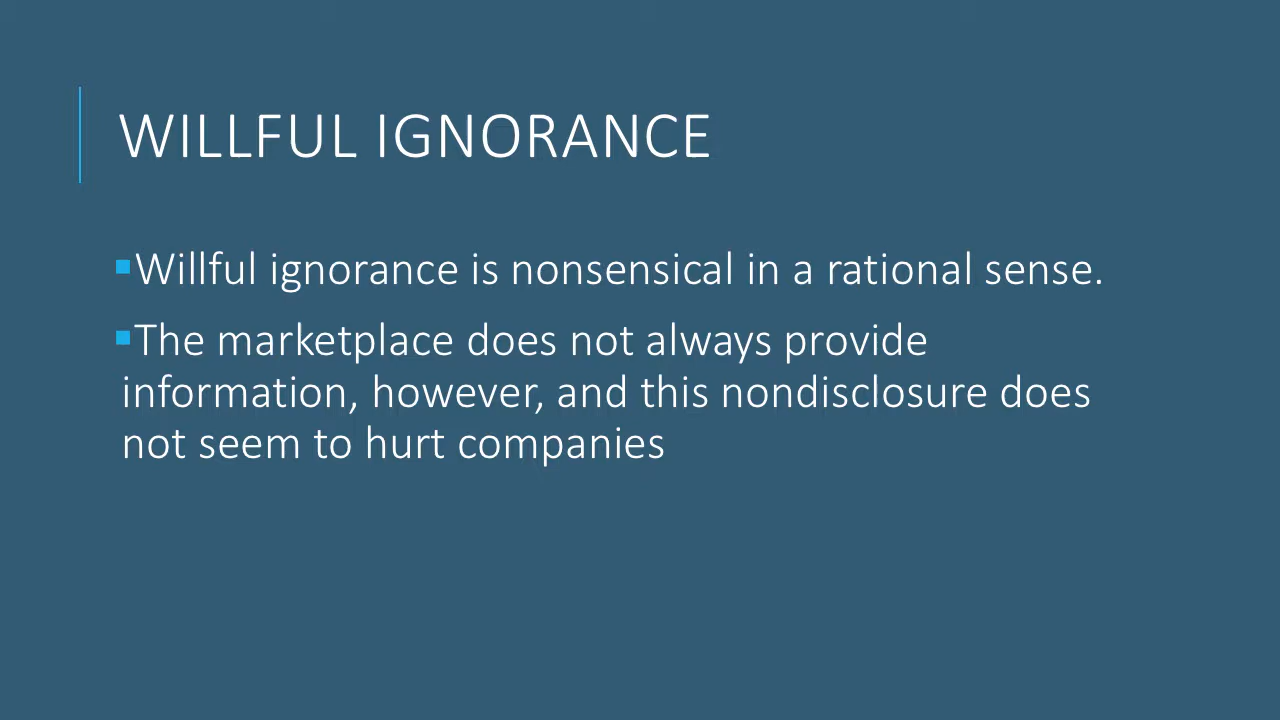 WILLFUL IGNORANCE
▪Willful ignorance is nonsensical in a rational sense.
▪The marketplace does not always provide
information, however, and this nondisclosure does
not seem to hurt companies